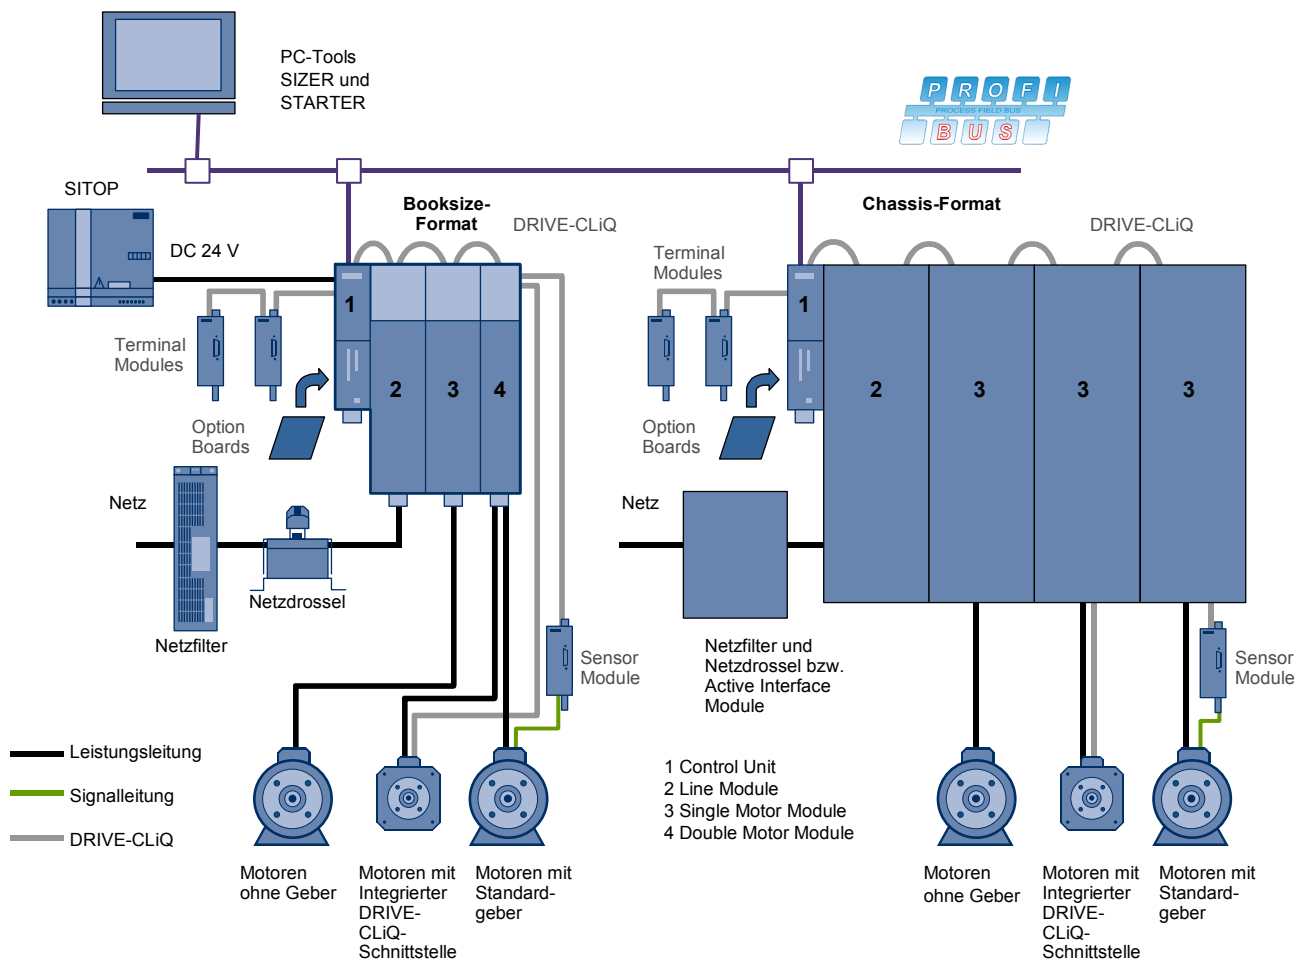 PC-Tools
SIZER und
STARTER
PROFI
PROCESS FIELD BUS
BUS
SITOP
DC 24 V
Booksize-
Format
DRIVE-CLiQ
Terminal
Modules
Option
Boards
1
2
3
4
Netz
Netzfilter
Netzdrossel
Sensor
Module
Chassis-Format
DRIVE-CLiQ
Terminal
Modules
Option
Boards
1
2
3
3
3
Netz
Netzfilter und
Netzdrossel bzw.
Active Interface
Module
Sensor
Module
Leistungsleitung
Signalleitung
DRIVE-CLiQ
1 Control Unit
2 Line Module
3 Single Motor Module
4 Double Motor Module
Motoren
ohne Geber
Motoren mit
Integrierter
DRIVE-
CLiQ-
Schnittstelle
Motoren mit
Standard-
geber
Motoren
ohne Geber
Motoren mit
Integrierter
DRIVE-
CLiQ-
Schnittstelle
Motoren mit
Standard-
geber